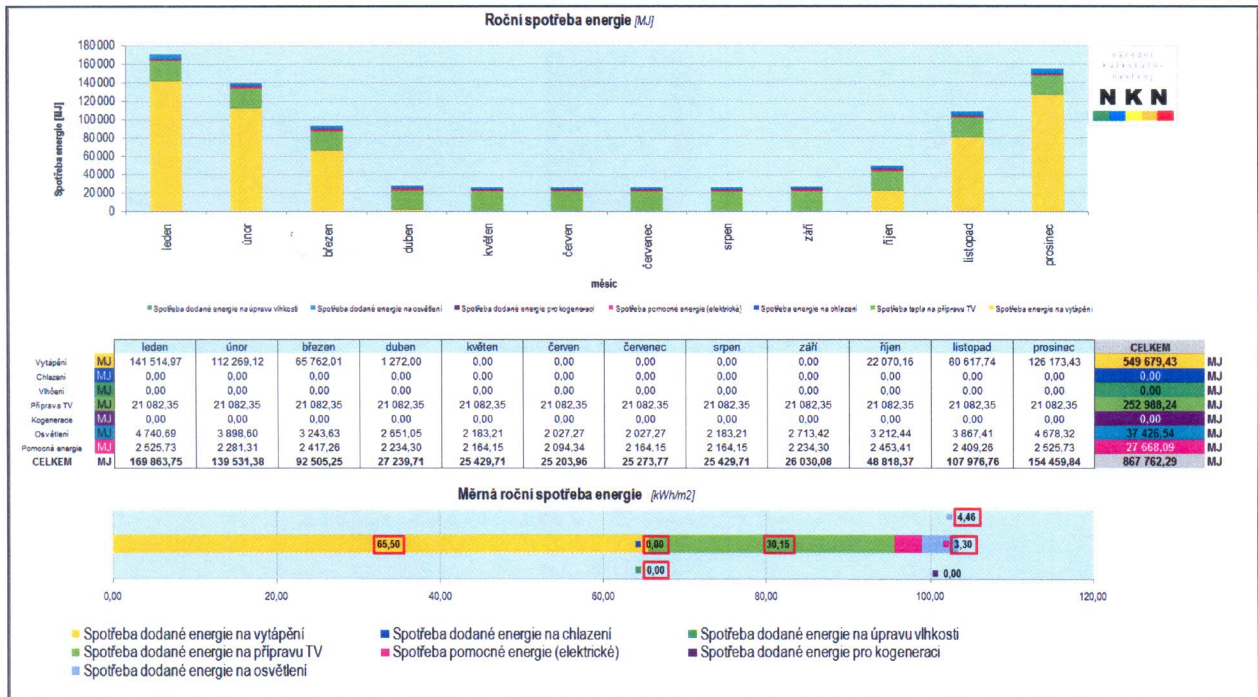 Roční spotřeba energie [MJ]
národní
kalkulační
nástroj
NKN
Spotřeba energie [MJ]
180 000
160 000
140 000
120 000
100 000
80 000
60 000
40 000
20 000
0
leden únor březen duben květen červen červenec srpen září říjen listopad prosinec
měsíc
Spotřeba dodané energie na úpravu vlhkosti Spotřeba dodané energie na osvětlení Spotřeba dodané energie pro kogeneraci Spotřeba pomocné energie (elektrické) Spotřeba energie na chlazení Spotřeba tepla na přípravu TV Spotřeba energie na vytápění
leden únor březen duben květen červen červenec srpen září říjen listopad prosinec CELKEM
Vytápění MJ 141 514,97 112 269,12 65 762,01 1 272,00 0,00 0,00 0,00 0,00 0,00 22 070,16 80 617,74 126 173,43 549 679,43 MJ
Chlazení MJ 0,00 0,00 0,00 0,00 0,00 0,00 0,00 0,00 0,00 0,00 0,00 0,00 0,00 MJ
Vlhčení MJ 0,00 0,00 0,00 0,00 0,00 0,00 0,00 0,00 0,00 0,00 0,00 0,00 0,00 MJ
Příprava TV MJ 21 082,35 21 082,35 21 082,35 21 082,35 21 082,35 21 082,35 21 082,35 21 082,35 21 082,35 21 082,35 21 082,35 21 082,35 252 988,24 MJ
Kogenerace MJ 0,00 0,00 0,00 0,00 0,00 0,00 0,00 0,00 0,00 0,00 0,00 0,00 0,00 MJ
Osvětlení MJ 4 740,69 3 898,60 3 243,63 2 651,05 2 183,21 2 027,27 2 027,27 2 183,21 2 713,42 3 212,44 3 867,41 4 678,32 37 426,54 MJ
Pomocná energie MJ 2 525,73 2 281,31 2 417,26 2 234,30 2 164,15 2 094,34 2 164,15 2 164,15 2 234,30 2 453,41 2 409,26 2 525,73 27 668,09 MJ
CELKEM MJ 169 863,75 139 531,38 92 505,25 27 239,71 25 429,71 25 203,96 25 273,77 25 429,71 26 030,08 48 818,37 107 976,76 154 459,84 867 762,29 MJ
Měrná roční spotřeba energie [kWh/m2]
4,46
65,50 0,00 30,15 3,30
0,00 0,00
0,00 20,00 40,00 60,00 80,00 100,00 120,00
Spotřeba dodané energie na vytápění Spotřeba dodané energie na chlazení Spotřeba dodané energie na úpravu vlhkosti
Spotřeba dodané energie na přípravu TV Spotřeba pomocné energie (elektrické) Spotřeba dodané energie pro kogeneraci
Spotřeba dodané energie na osvětlení